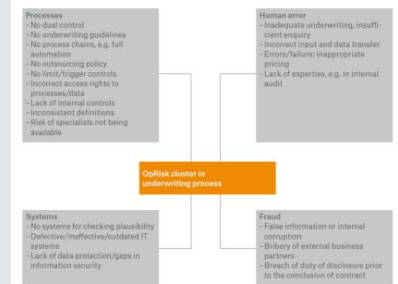 Processes
– No dual control
– No underwriting guidelines
– No process chains, e.g. full
automation
– No outsourcing policy
– No limit/trigger controls
– Incorrect access rights to
processes/data
– Lack of internal controls
– Inconsistent definitions
– Risk of specialists not being
available
Human error
– Inadequate underwriting, insuffi-
cient enquiry
– Incorrect input and data transfer
– Errors/failure: inappropriate
pricing
– Lack of expertise, e.g. in internal
audit
OpRisk cluster in
underwriting process
Systems
– No systems for checking plausibility
– Defective/ineffective/outdated IT
systems
– Lack of data protection/gaps in
information security
Fraud
– False information or internal
corruption
– Bribery of external business
partners
– Breach of duty of disclosure prior
to the conclusion of contract